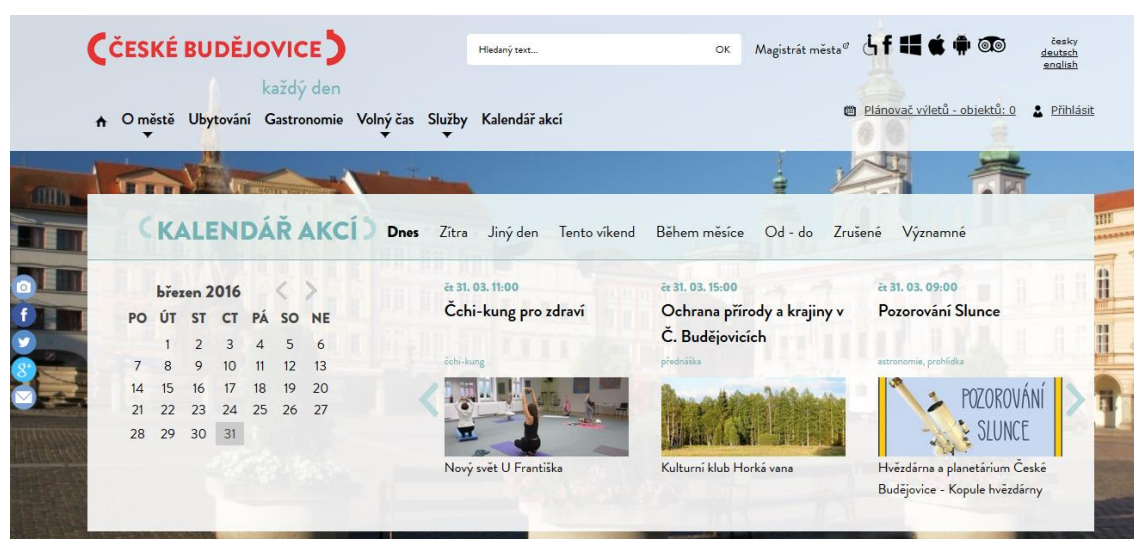 ČESKÉ BUDĚJOVICE
každý den
Hledaný text...
OK
Magistrát města
česky
deutsch
english
Plánovač výletů - objektů: 0
Přihlásit
O městě Ubytování Gastronomie Volný čas Služby Kalendář akcí
KALENDÁŘ AKCÍ
Dnes Zítra Jiný den Tento víkend Během měsíce Od - do Zrušené Významné
březen 2016
PO ÚT ST CT PÁ SO NE
1 2 3 4 5 6
7 8 9 10 11 12 13
14 15 16 17 18 19 20
21 22 23 24 25 26 27
28 29 30 31
čt 31. 03. 11:00
Čchi-kung pro zdraví
čchi-kung
Nový svět U Františka
čt 31. 03. 15:00
Ochrana přírody a krajiny v
Č. Budějovicích
přednáška
Kulturní klub Horká vana
čt 31. 03. 09:00
Pozorování Slunce
astronomie, prohlídka
POZOROVÁNÍ
SLUNCE
Hvězdárna a planetárium České
Budějovice - Kopule hvězdárny